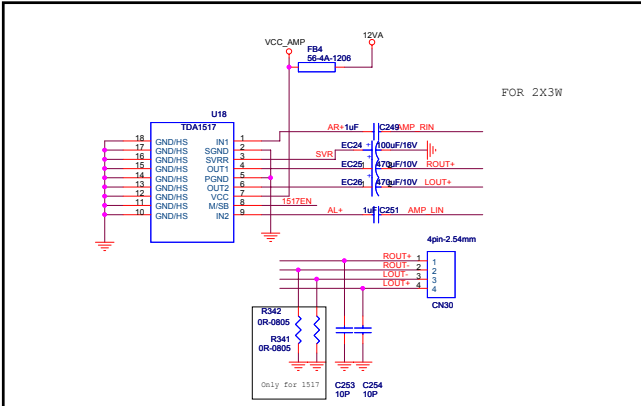 VCC_AMP
12VA
FB4
56-4A-1206
FOR 2X3W
U18
TDA1517
18 GND/HS IN1 1
17 GND/HS SGND 2
16 GND/HS SVRR 3
15 GND/HS OUT1 4
14 GND/HS PGND 5
13 GND/HS OUT2 6
12 GND/HS VCC 7
11 GND/HS M/SB 8
10 GND/HS IN2 9
AR+ 1uF C249 AMP_RIN
SVR EC24 + 100uF/16V
EC25 + 470uF/10V ROUT+
EC26 + 470uF/10V LOUT+
1517EN
AL+ 1uF C251 AMP_LIN
4pin-2.54mm
ROUT+ 1 1
ROUT- 2 2
LOUT- 3 3
LOUT+ 4 4
CN30
R342
0R-0805
R341
0R-0805
Only for 1517
C253 C254
10P 10P